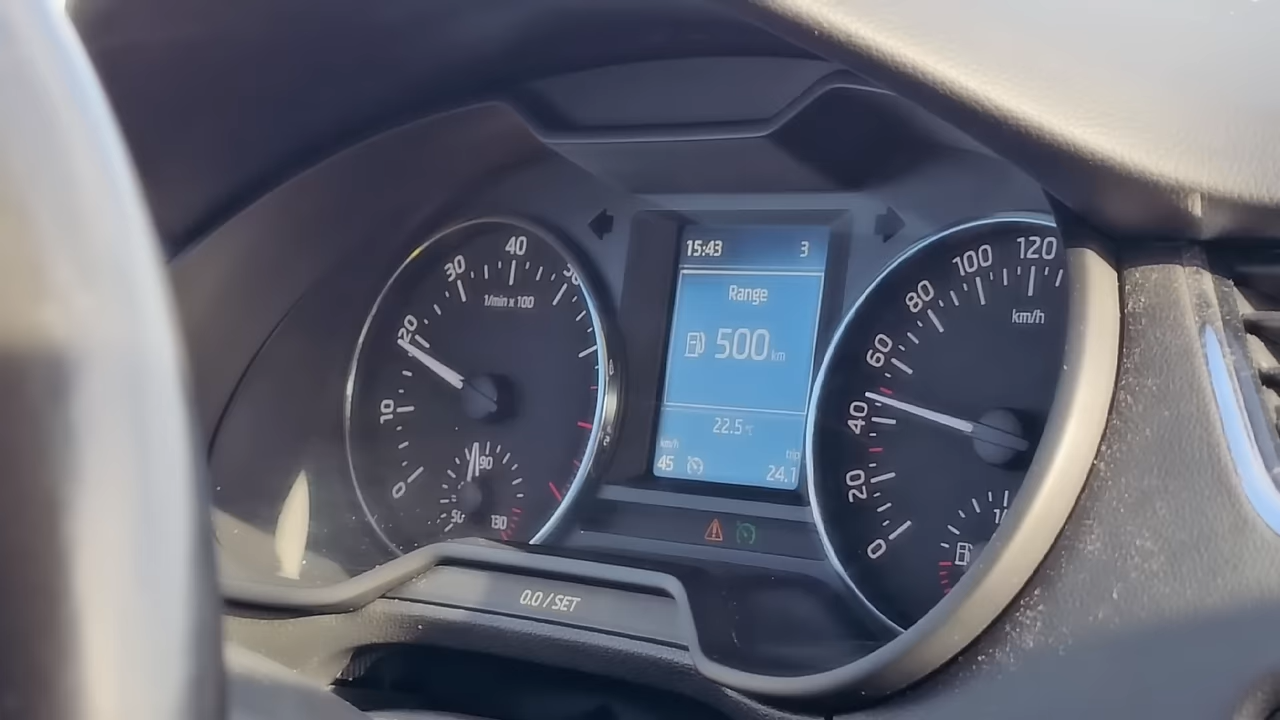 40
30
50
1/min x 100
20
10
0
90
50
130
15:43 3
Range
500 km
22.5 °C
km/h trip
45 24.1
120
100
80
km/h
60
40
20
0
0.0 / SET